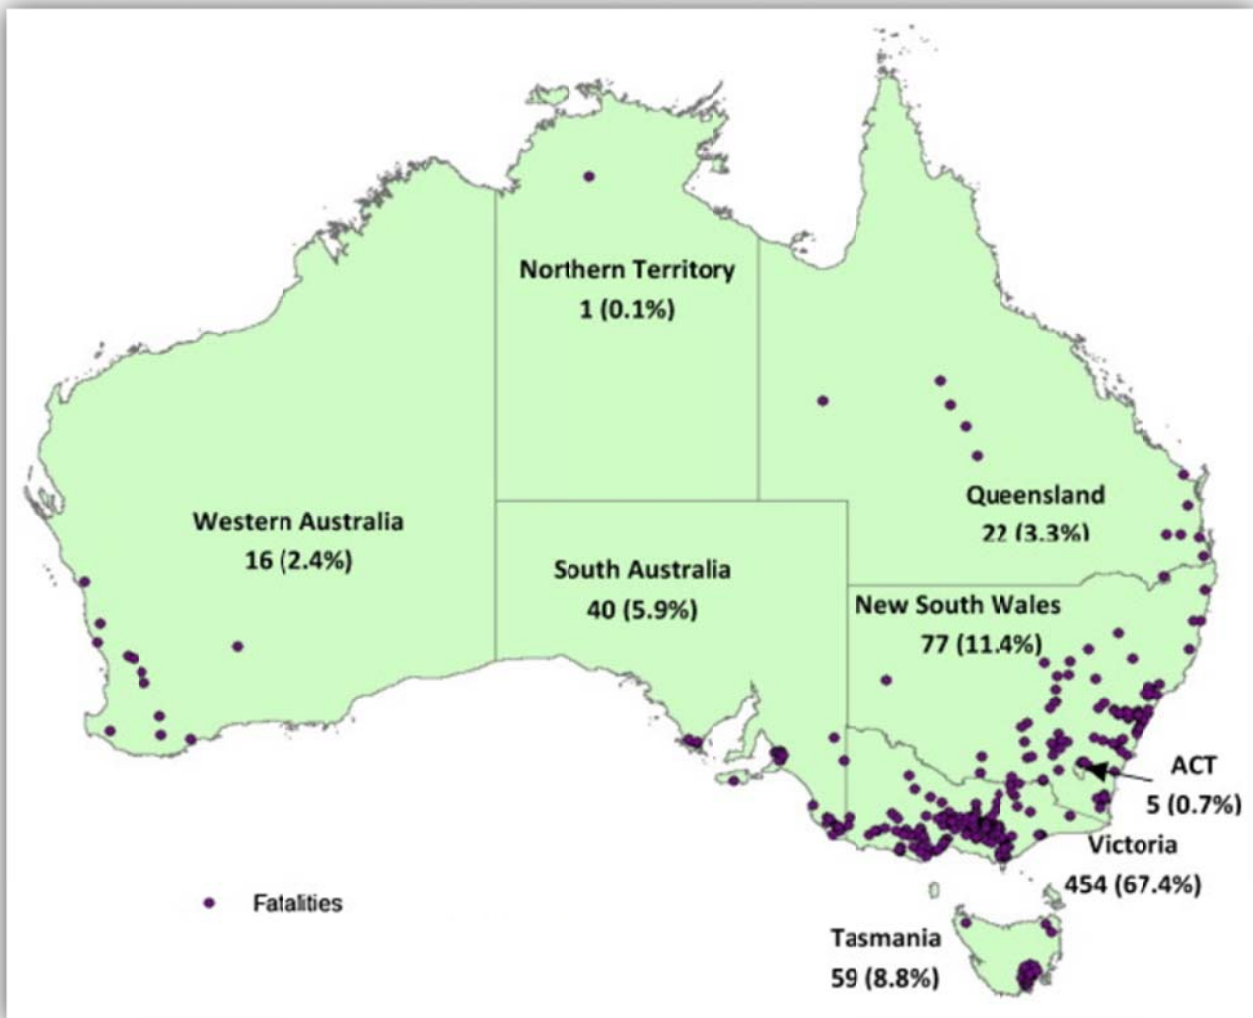 Northern Territory
1 (0.1%)
Queensland
22 (3.3%)
Western Australia
16 (2.4%)
South Australia
40 (5.9%)
New South Wales
77 (11.4%)
ACT
5 (0.7%)
Victoria
454 (67.4%)
Fatalities
Tasmania
59 (8.8%)